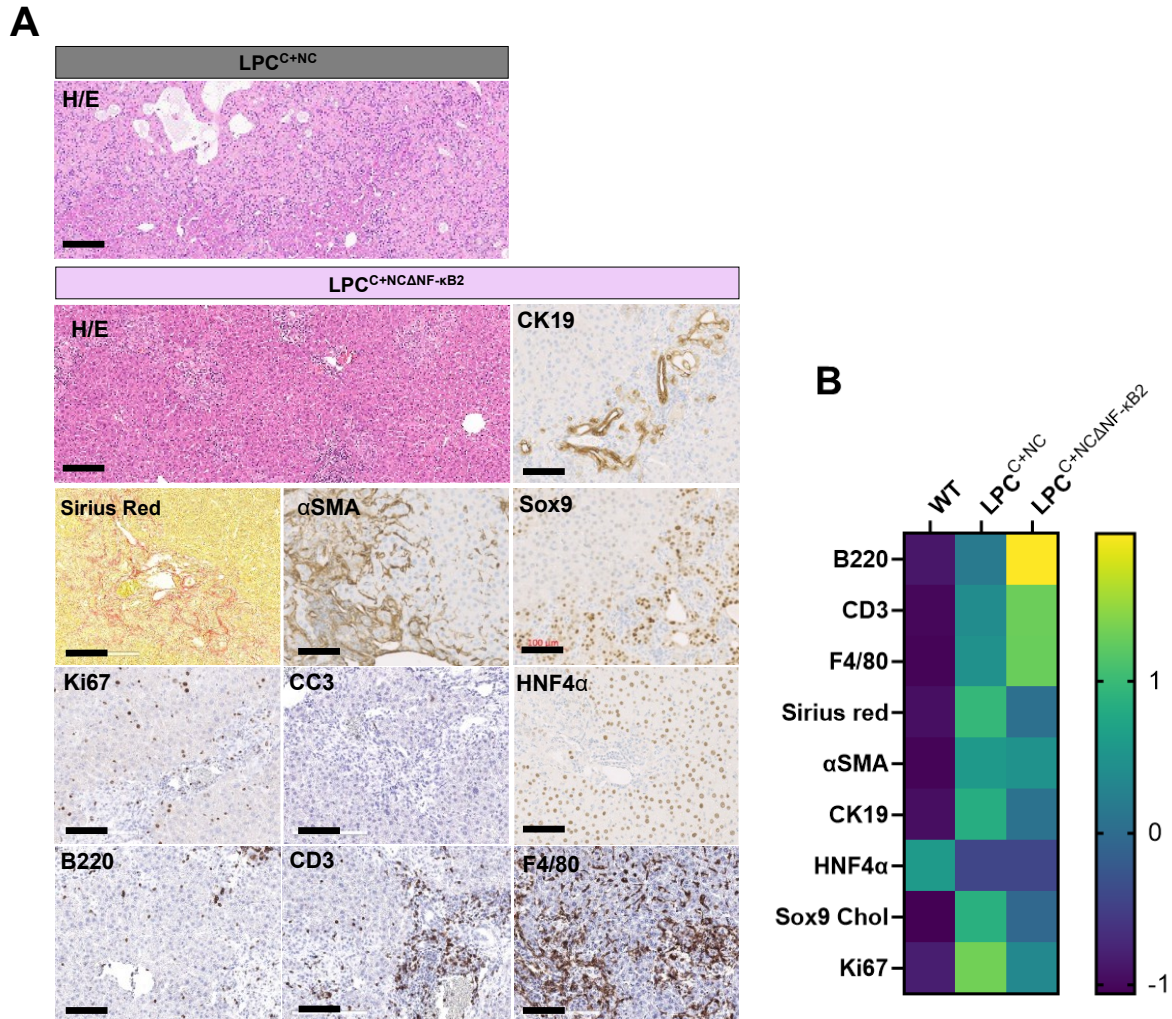 A
LPC^C+NC
H/E
LPC^C+NCΔNF-κB2
H/E
CK19
Sirius Red
αSMA
Sox9
100 µm
Ki67
CC3
HNF4α
B220
CD3
F4/80
B
WT
LPC^C+NC
LPC^C+NCΔNF-κB2
B220
CD3
F4/80
Sirius red
αSMA
CK19
HNF4α
Sox9 Chol
Ki67
1
0
-1